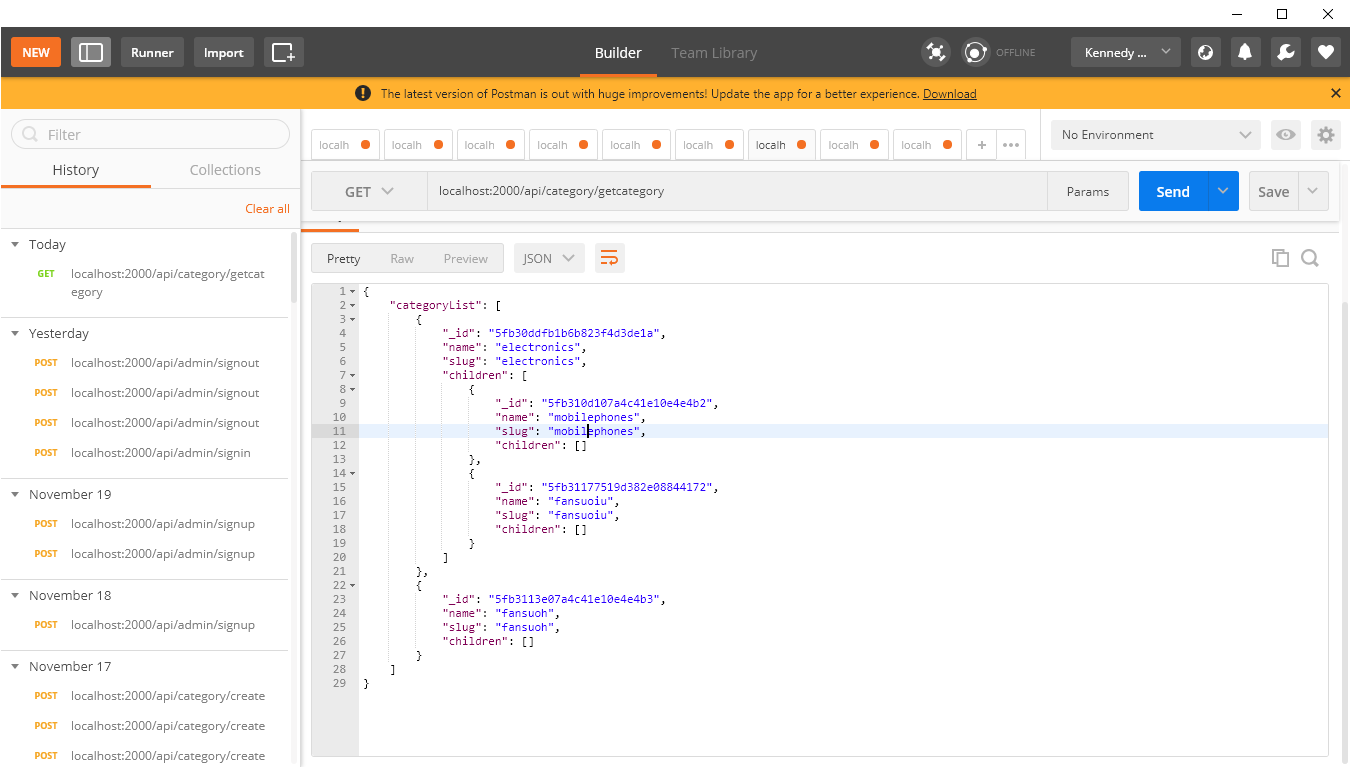 NEW Runner Import Builder Team Library OFFLINE Kennedy ...
The latest version of Postman is out with huge improvements! Update the app for a better experience. Download
Filter
History Collections
Clear all
Today
GET localhost:2000/api/category/getcat
egory
Yesterday
POST localhost:2000/api/admin/signout
POST localhost:2000/api/admin/signout
POST localhost:2000/api/admin/signout
POST localhost:2000/api/admin/signin
November 19
POST localhost:2000/api/admin/signup
POST localhost:2000/api/admin/signup
November 18
POST localhost:2000/api/admin/signup
November 17
POST localhost:2000/api/category/create
POST localhost:2000/api/category/create
POST localhost:2000/api/category/create
localh localh localh localh localh localh localh localh localh + ••• No Environment
GET localhost:2000/api/category/getcategory Params Send Save
Pretty Raw Preview JSON
1 {
2 "categoryList": [
3 {
4 "_id": "5fb30ddfb1b6b823f4d3de1a",
5 "name": "electronics",
6 "slug": "electronics",
7 "children": [
8 {
9 "_id": "5fb310d107a4c41e10e4e4b2",
10 "name": "mobilephones",
11 "slug": "mobilephones",
12 "children": []
13 },
14 {
15 "_id": "5fb31177519d382e08844172",
16 "name": "fansuoiu",
17 "slug": "fansuoiu",
18 "children": []
19 }
20 ]
21 },
22 {
23 "_id": "5fb3113e07a4c41e10e4e4b3",
24 "name": "fansuoh",
25 "slug": "fansuoh",
26 "children": []
27 }
28 ]
29 }